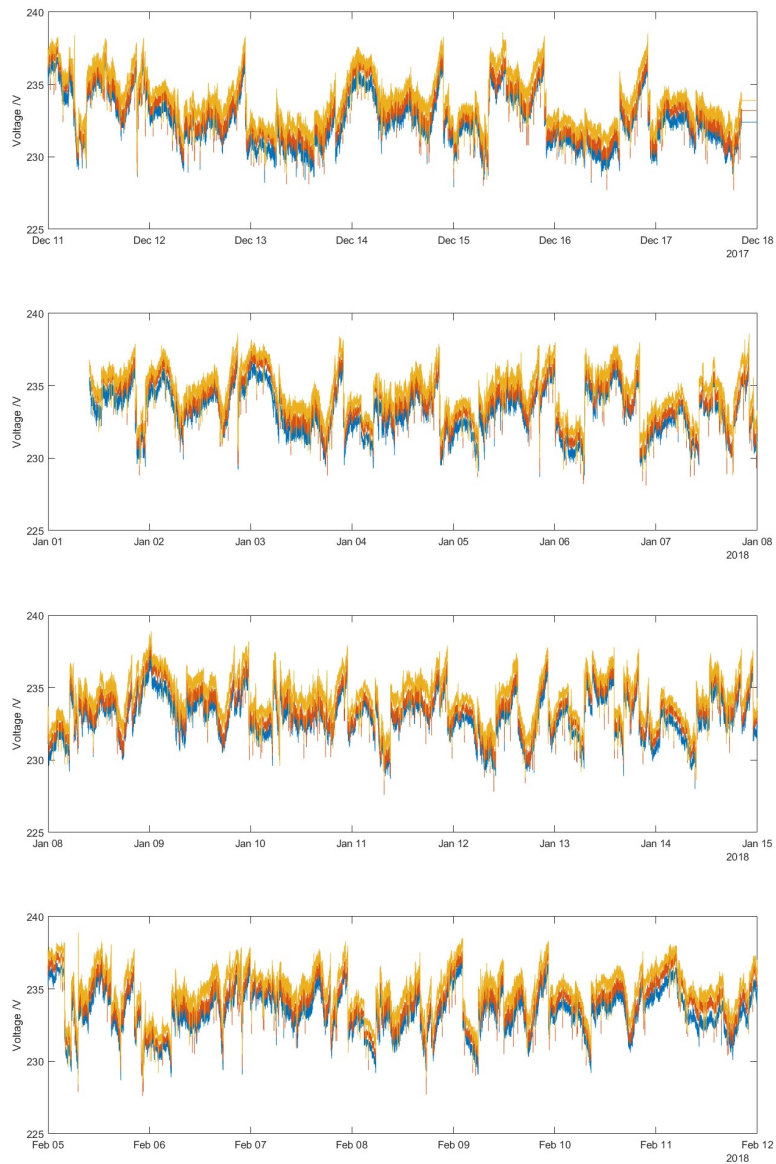 240
235
230
225
Voltage /V
Dec 11 Dec 12 Dec 13 Dec 14 Dec 15 Dec 16 Dec 17 Dec 18
2017
240
235
230
225
Voltage /V
Jan 01 Jan 02 Jan 03 Jan 04 Jan 05 Jan 06 Jan 07 Jan 08
2018
240
235
230
225
Voltage /V
Jan 08 Jan 09 Jan 10 Jan 11 Jan 12 Jan 13 Jan 14 Jan 15
2018
240
235
230
225
Voltage /V
Feb 05 Feb 06 Feb 07 Feb 08 Feb 09 Feb 10 Feb 11 Feb 12
2018